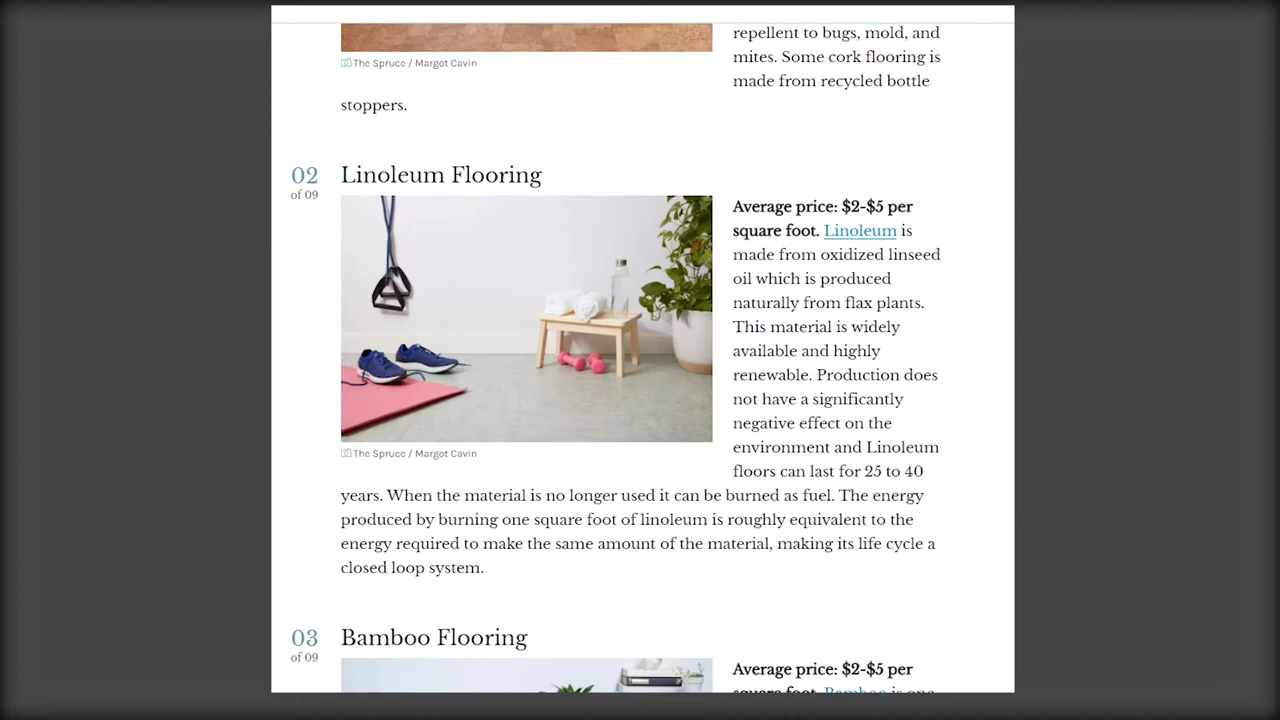 repellent to bugs, mold, and
mites. Some cork flooring is
made from recycled bottle
The Spruce / Margot Cavin
stoppers.
02
of 09
Linoleum Flooring
Average price: $2-$5 per
square foot. Linoleum is
made from oxidized linseed
oil which is produced
naturally from flax plants.
This material is widely
available and highly
renewable. Production does
not have a significantly
negative effect on the
environment and Linoleum
floors can last for 25 to 40
The Spruce / Margot Cavin
years. When the material is no longer used it can be burned as fuel. The energy
produced by burning one square foot of linoleum is roughly equivalent to the
energy required to make the same amount of the material, making its life cycle a
closed loop system.
03
of 09
Bamboo Flooring
Average price: $2-$5 per
square foot. Bamboo is one